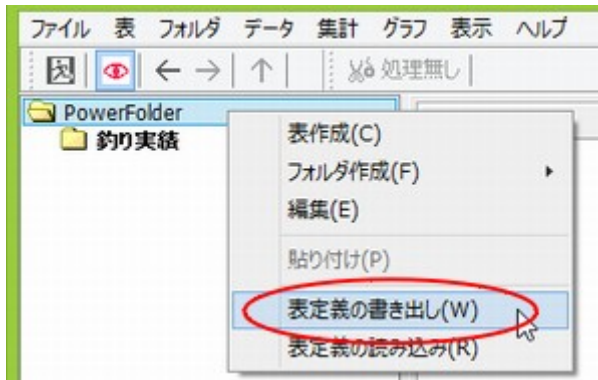 ファイル 表 フォルダ データ 集計 グラフ 表示 ヘルプ
処理無し
PowerFolder
釣り実績
表作成(C)
フォルダ作成(F)
編集(E)
貼り付け(P)
表定義の書き出し(W)
表定義の読み込み(R)